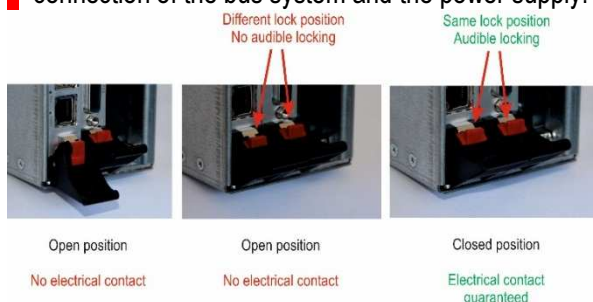 connection of the bus system and the power supply.
Different lock position
No audible locking
Same lock position
Audible locking
Open position
Open position
Closed position
No electrical contact
No electrical contact
Electrical contact
guaranteed